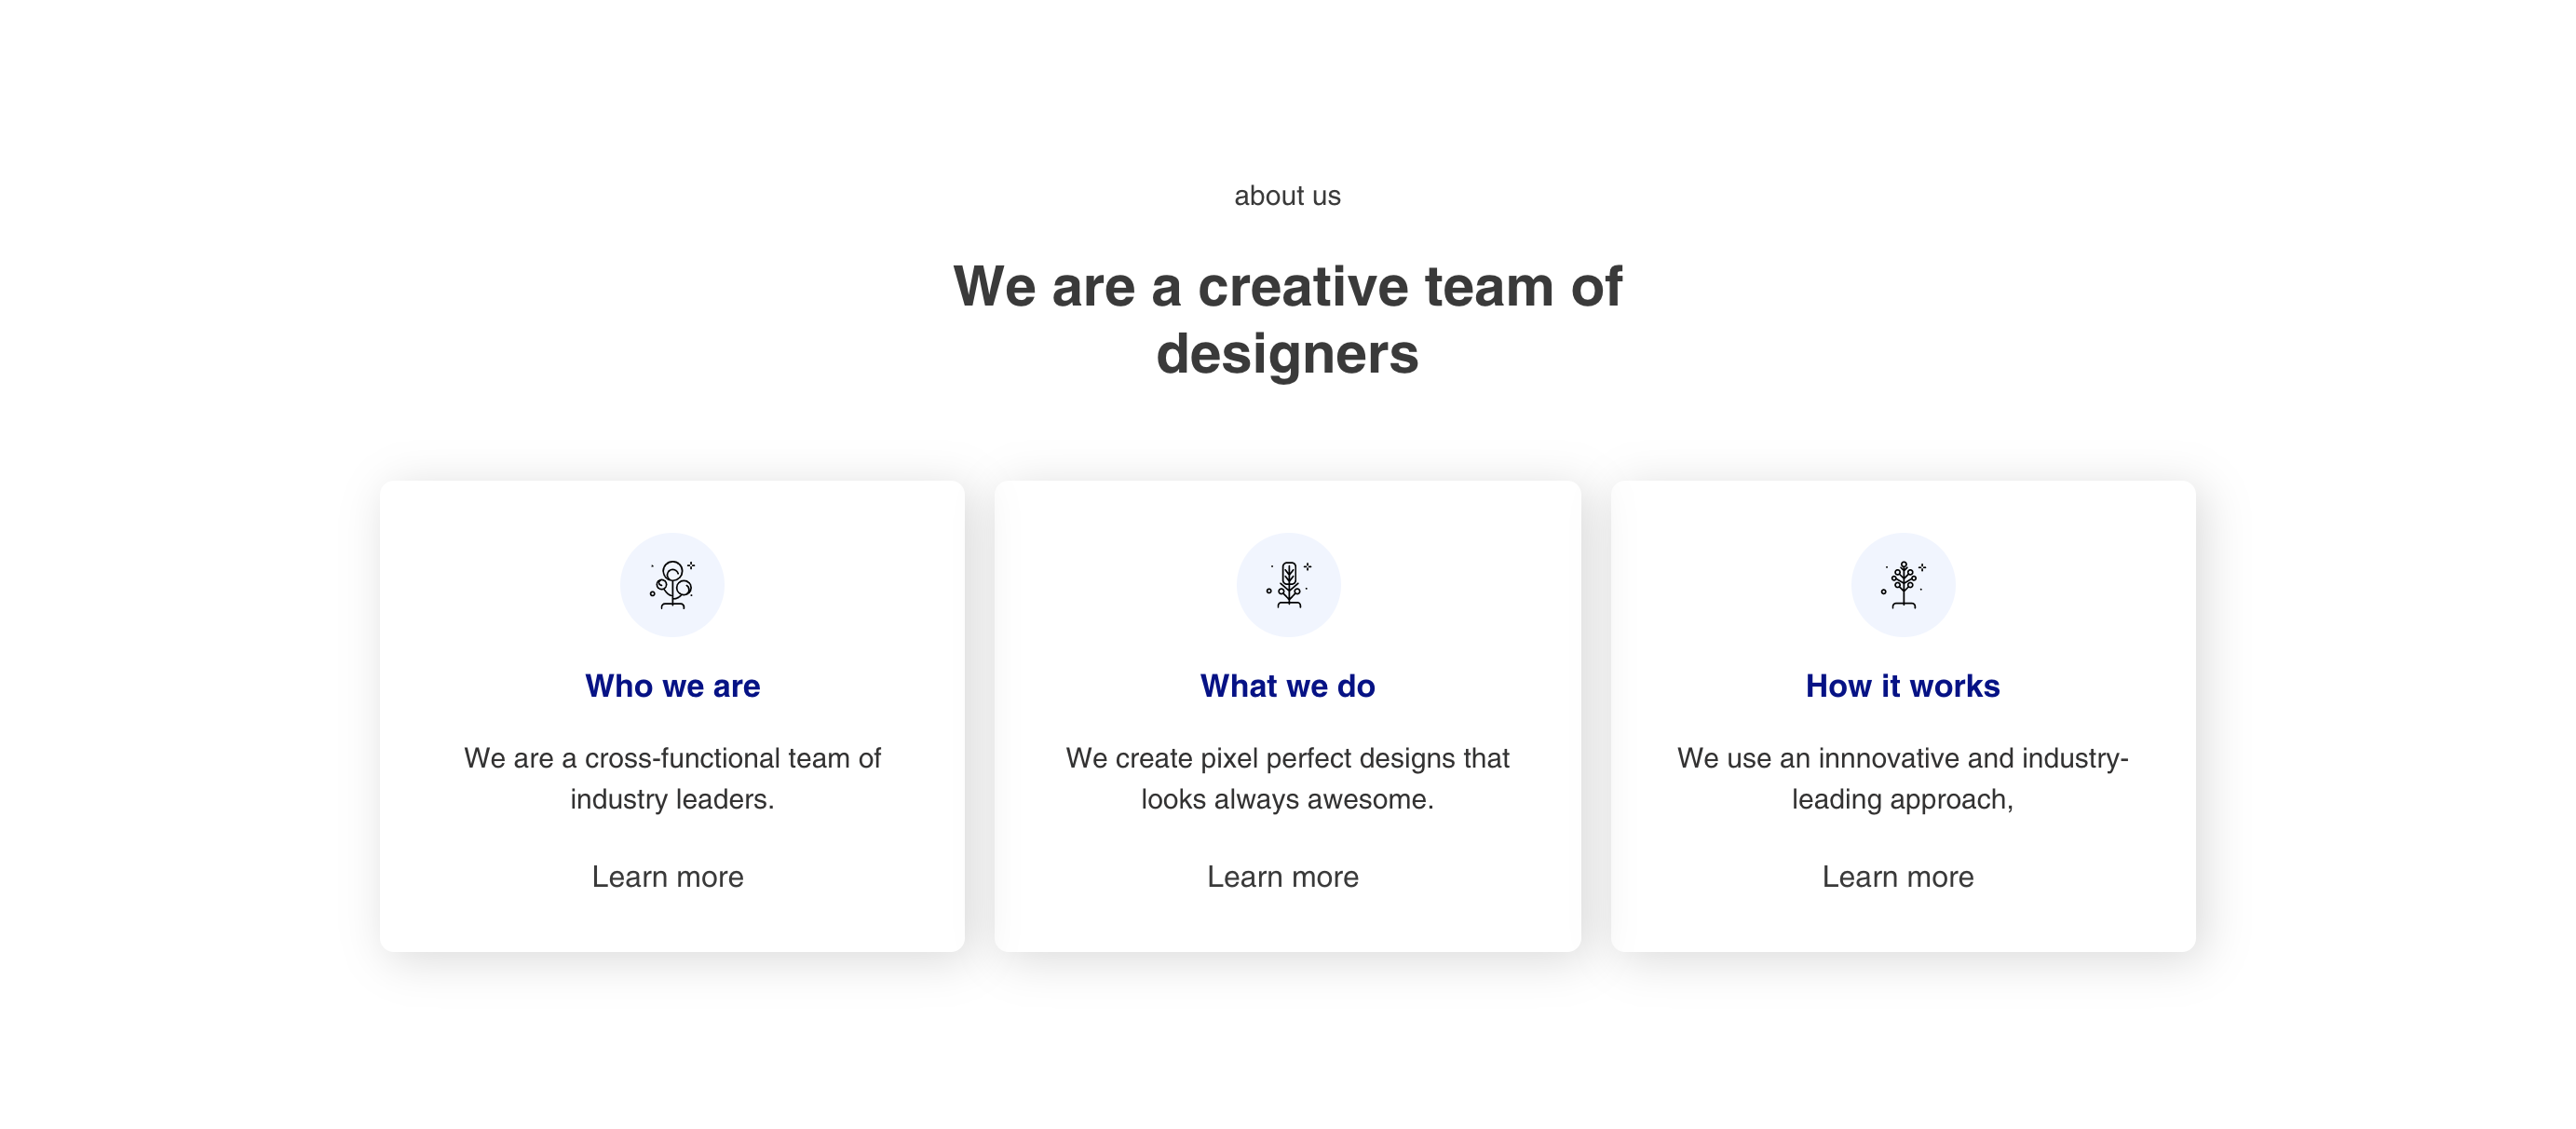 about us
We are a creative team of
designers
Who we are
We are a cross-functional team of
industry leaders.
Learn more
What we do
We create pixel perfect designs that
looks always awesome.
Learn more
How it works
We use an innnovative and industry-
leading approach,
Learn more